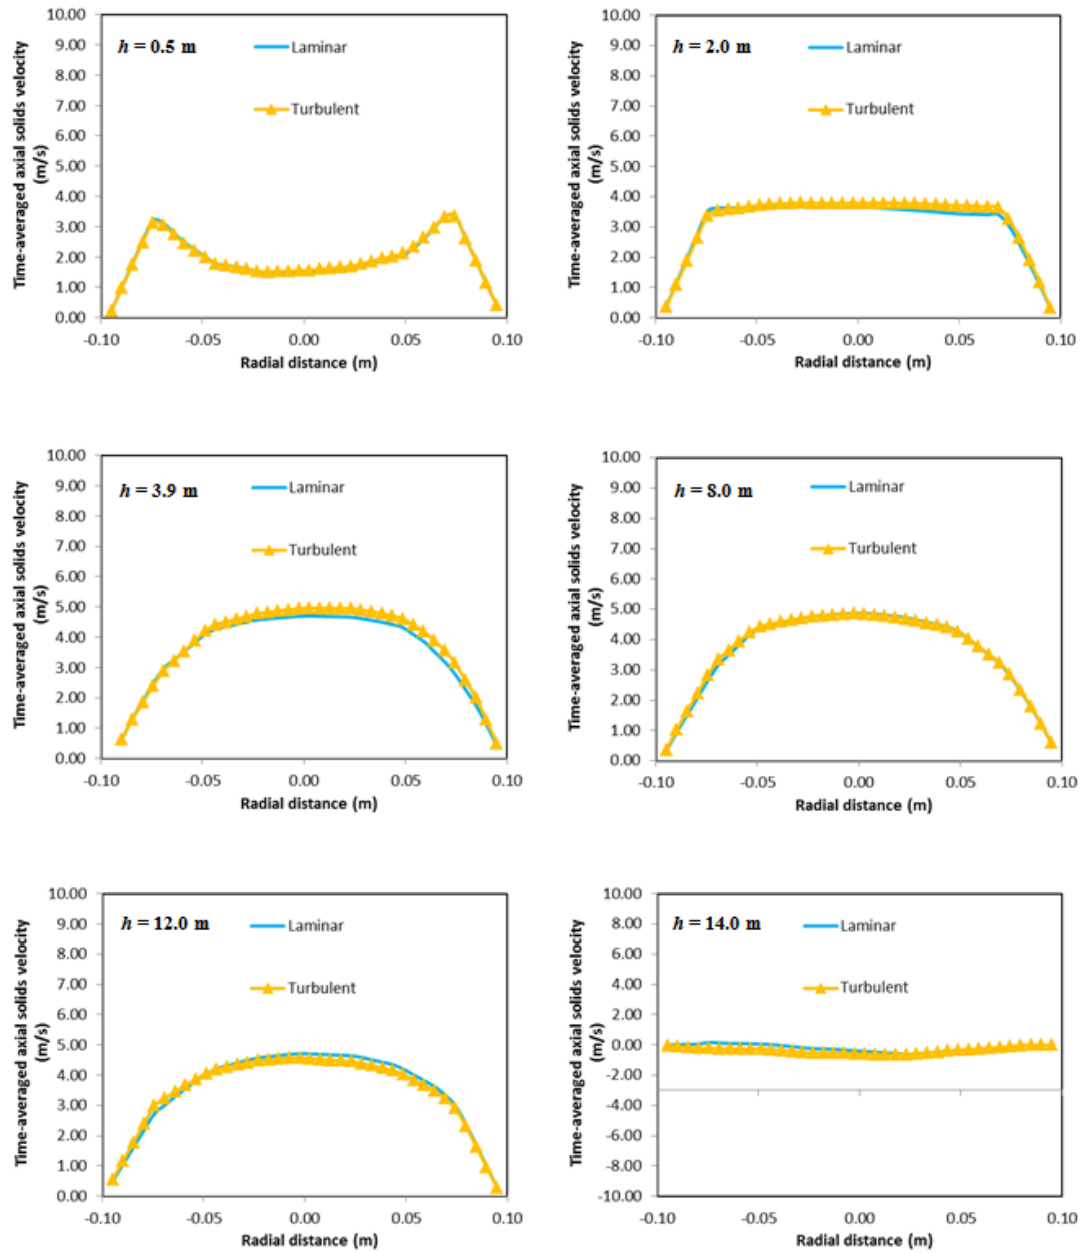 Time-averaged axial solids velocity
(m/s)
10.00
9.00
8.00
7.00
6.00
5.00
4.00
3.00
2.00
1.00
0.00
h = 0.5 m
Laminar
Turbulent
-0.10
-0.05
0.00
0.05
0.10
Radial distance (m)
Time-averaged axial solids velocity
(m/s)
10.00
9.00
8.00
7.00
6.00
5.00
4.00
3.00
2.00
1.00
0.00
h = 2.0 m
Laminar
Turbulent
-0.10
-0.05
0.00
0.05
0.10
Radial distance (m)
Time-averaged axial solids velocity
(m/s)
10.00
9.00
8.00
7.00
6.00
5.00
4.00
3.00
2.00
1.00
0.00
h = 3.9 m
Laminar
Turbulent
-0.10
-0.05
0.00
0.05
0.10
Radial distance (m)
Time-averaged axial solids velocity
(m/s)
10.00
9.00
8.00
7.00
6.00
5.00
4.00
3.00
2.00
1.00
0.00
h = 8.0 m
Laminar
Turbulent
-0.10
-0.05
0.00
0.05
0.10
Radial distance (m)
Time-averaged axial solids velocity
(m/s)
10.00
9.00
8.00
7.00
6.00
5.00
4.00
3.00
2.00
1.00
0.00
h = 12.0 m
Laminar
Turbulent
-0.10
-0.05
0.00
0.05
0.10
Radial distance (m)
Time-averaged axial solids velocity
(m/s)
10.00
8.00
6.00
4.00
2.00
0.00
-2.00
-4.00
-6.00
-8.00
-10.00
h = 14.0 m
Laminar
Turbulent
-0.10
-0.05
0.00
0.05
0.10
Radial distance (m)